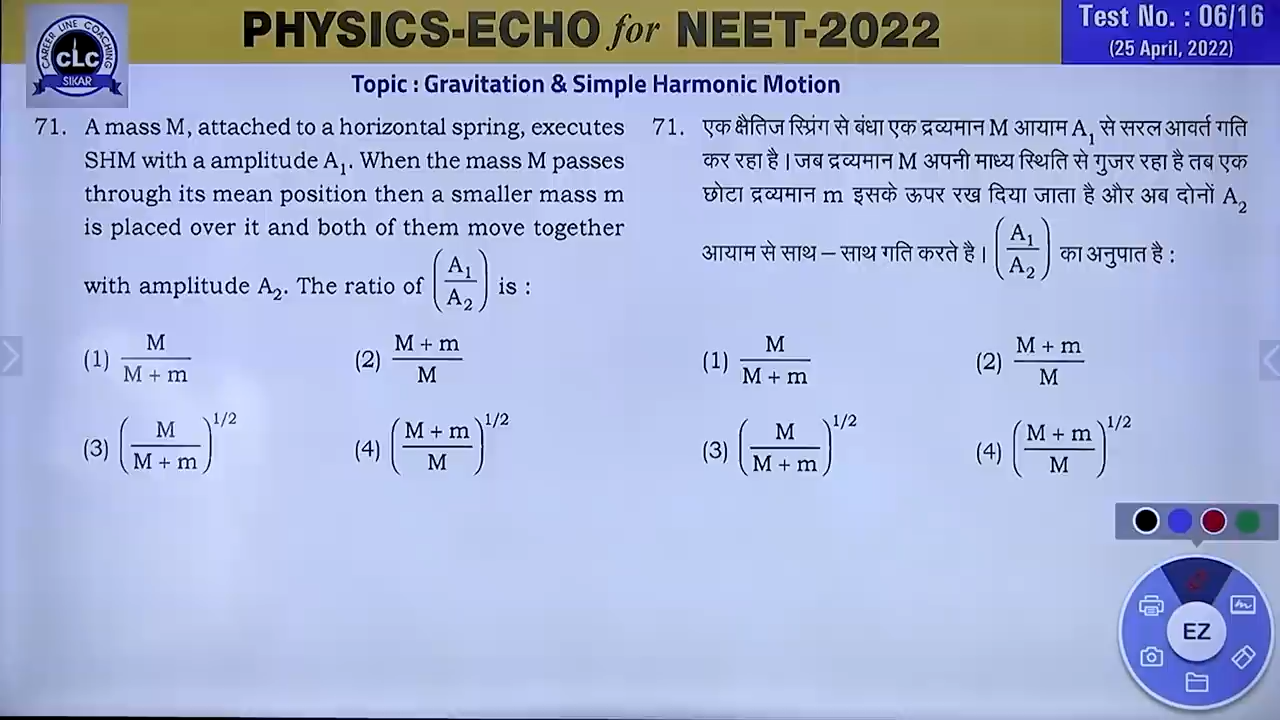 CAREER LINE COACHING
CLC
SIKAR
PHYSICS-ECHO for NEET-2022
Test No. : 06/16
(25 April, 2022)
Topic : Gravitation & Simple Harmonic Motion
71. A mass M, attached to a horizontal spring, executes
SHM with a amplitude A₁. When the mass M passes
through its mean position then a smaller mass m
is placed over it and both of them move together
with amplitude A₂. The ratio of (A₁/A₂) is :
(1) M/(M + m) (2) (M + m)/M
(3) (M/(M + m))^1/2 (4) ((M + m)/M)^1/2
71. एक क्षैतिज स्प्रिंग से बंधा एक द्रव्यमान M आयाम A₁ से सरल आवर्त गति
कर रहा है। जब द्रव्यमान M अपनी माध्य स्थिति से गुजर रहा है तब एक
छोटा द्रव्यमान m इसके ऊपर रख दिया जाता है और अब दोनों A₂
आयाम से साथ – साथ गति करते है। (A₁/A₂) का अनुपात है :
(1) M/(M + m) (2) (M + m)/M
(3) (M/(M + m))^1/2 (4) ((M + m)/M)^1/2
EZ